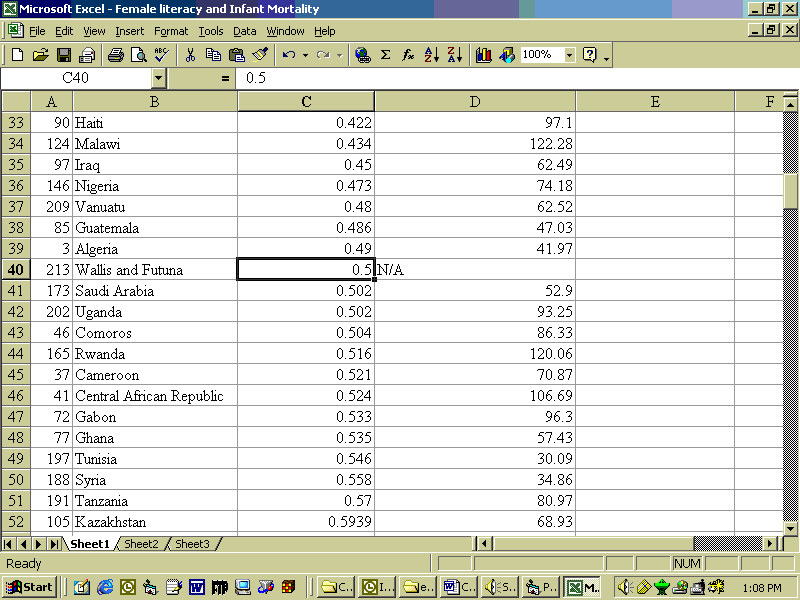 Microsoft Excel - Female literacy and Infant Mortality
File Edit View Insert Format Tools Data Window Help
100%
C40 = 0.5
A B C D E F
33 90 Haiti 0.422 97.1
34 124 Malawi 0.434 122.28
35 97 Iraq 0.45 62.49
36 146 Nigeria 0.473 74.18
37 209 Vanuatu 0.48 62.52
38 85 Guatemala 0.486 47.03
39 3 Algeria 0.49 41.97
40 213 Wallis and Futuna 0.5 N/A
41 173 Saudi Arabia 0.502 52.9
42 202 Uganda 0.502 93.25
43 46 Comoros 0.504 86.33
44 165 Rwanda 0.516 120.06
45 37 Cameroon 0.521 70.87
46 41 Central African Republic 0.524 106.69
47 72 Gabon 0.533 96.3
48 77 Ghana 0.535 57.43
49 197 Tunisia 0.546 30.09
50 188 Syria 0.558 34.86
51 191 Tanzania 0.57 80.97
52 105 Kazakhstan 0.5939 68.93
Sheet1 Sheet2 Sheet3
Ready NUM
Start C.. I... e... C.. S.. P.. M.. 1:08 PM